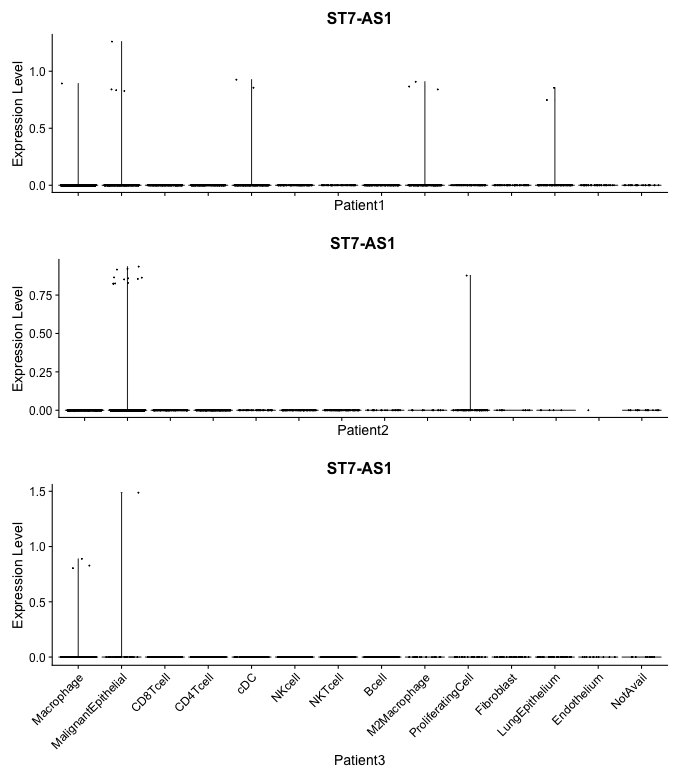 ST7-AS1
Expression Level
1.0
0.5
0.0
Patient1
ST7-AS1
Expression Level
0.75
0.50
0.25
0.00
Patient2
ST7-AS1
Expression Level
1.5
1.0
0.5
0.0
Macrophage
MalignantEpithelial
CD8Tcell
CD4Tcell
cDC
NKcell
NKTcell
Bcell
M2Macrophage
ProliferatingCell
Fibroblast
LungEpithelium
Endothelium
NotAvail
Patient3